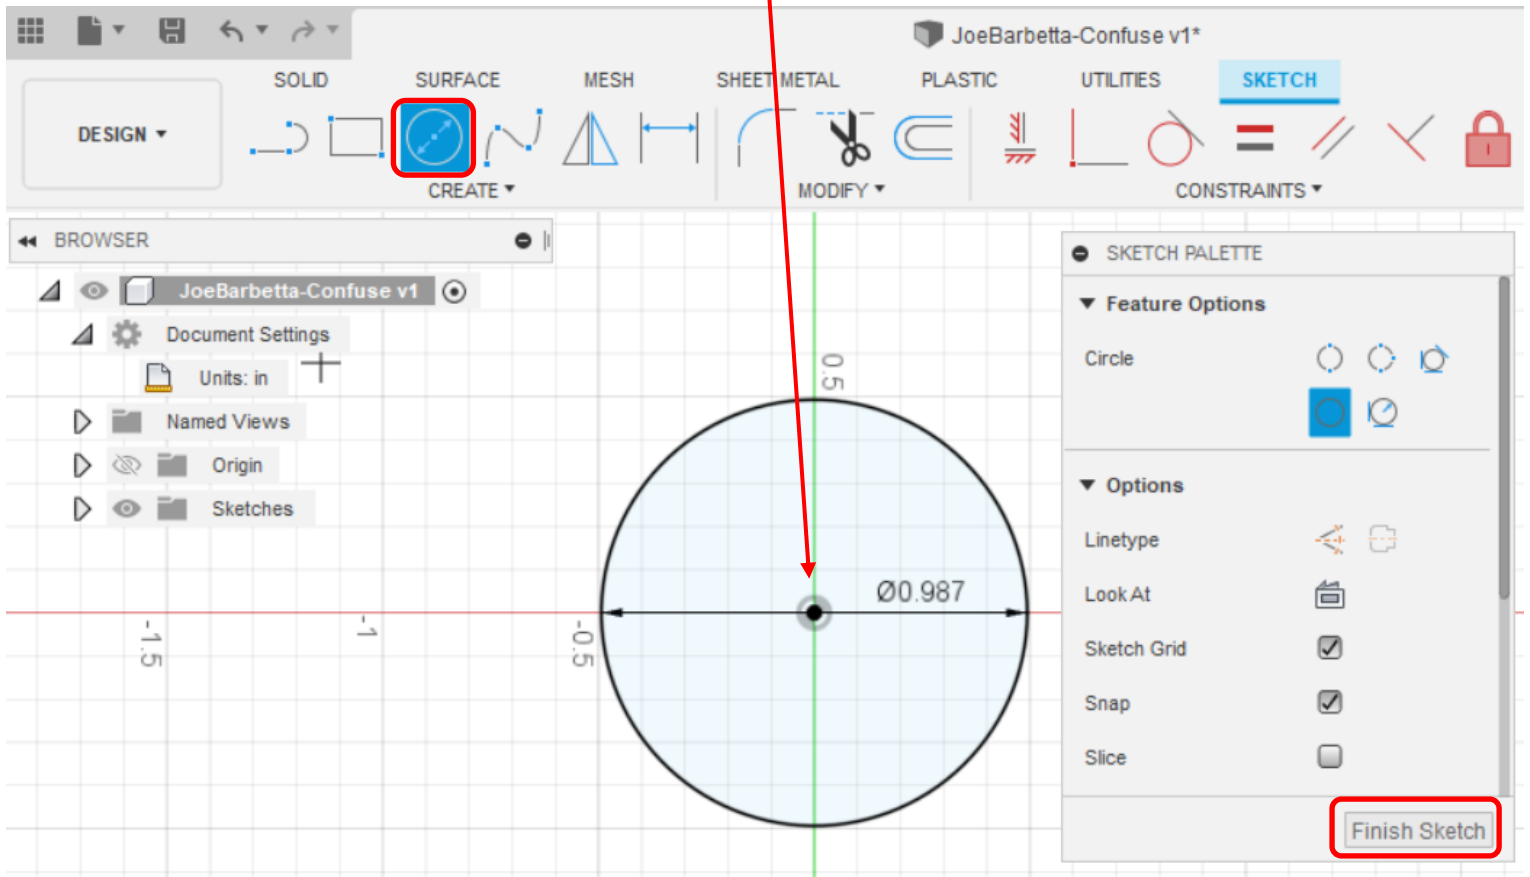 JoeBarbetta-Confuse v1*
SOLID SURFACE MESH SHEET METAL PLASTIC UTILITIES SKETCH
DESIGN
CREATE MODIFY CONSTRAINTS
BROWSER
JoeBarbetta-Confuse v1
Document Settings
Units: in
Named Views
Origin
Sketches
0.5
Ø0.987
-1.5
-1
-0.5
SKETCH PALETTE
Feature Options
Circle
Options
Linetype
Look At
Sketch Grid
Snap
Slice
Finish Sketch